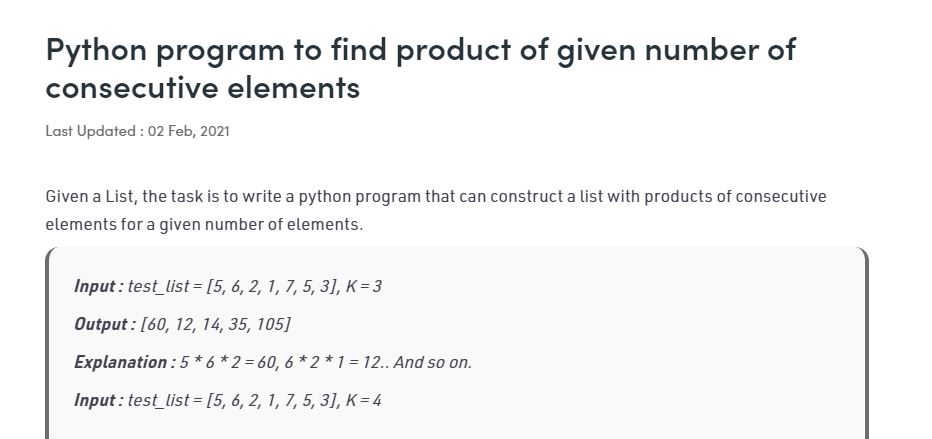 Python program to find product of given number of
consecutive elements
Last Updated : 02 Feb, 2021
Given a List, the task is to write a python program that can construct a list with products of consecutive
elements for a given number of elements.
Input : test_list = [5, 6, 2, 1, 7, 5, 3], K = 3
Output : [60, 12, 14, 35, 105]
Explanation : 5 * 6 * 2 = 60, 6 * 2 * 1 = 12.. And so on.
Input : test_list = [5, 6, 2, 1, 7, 5, 3], K = 4